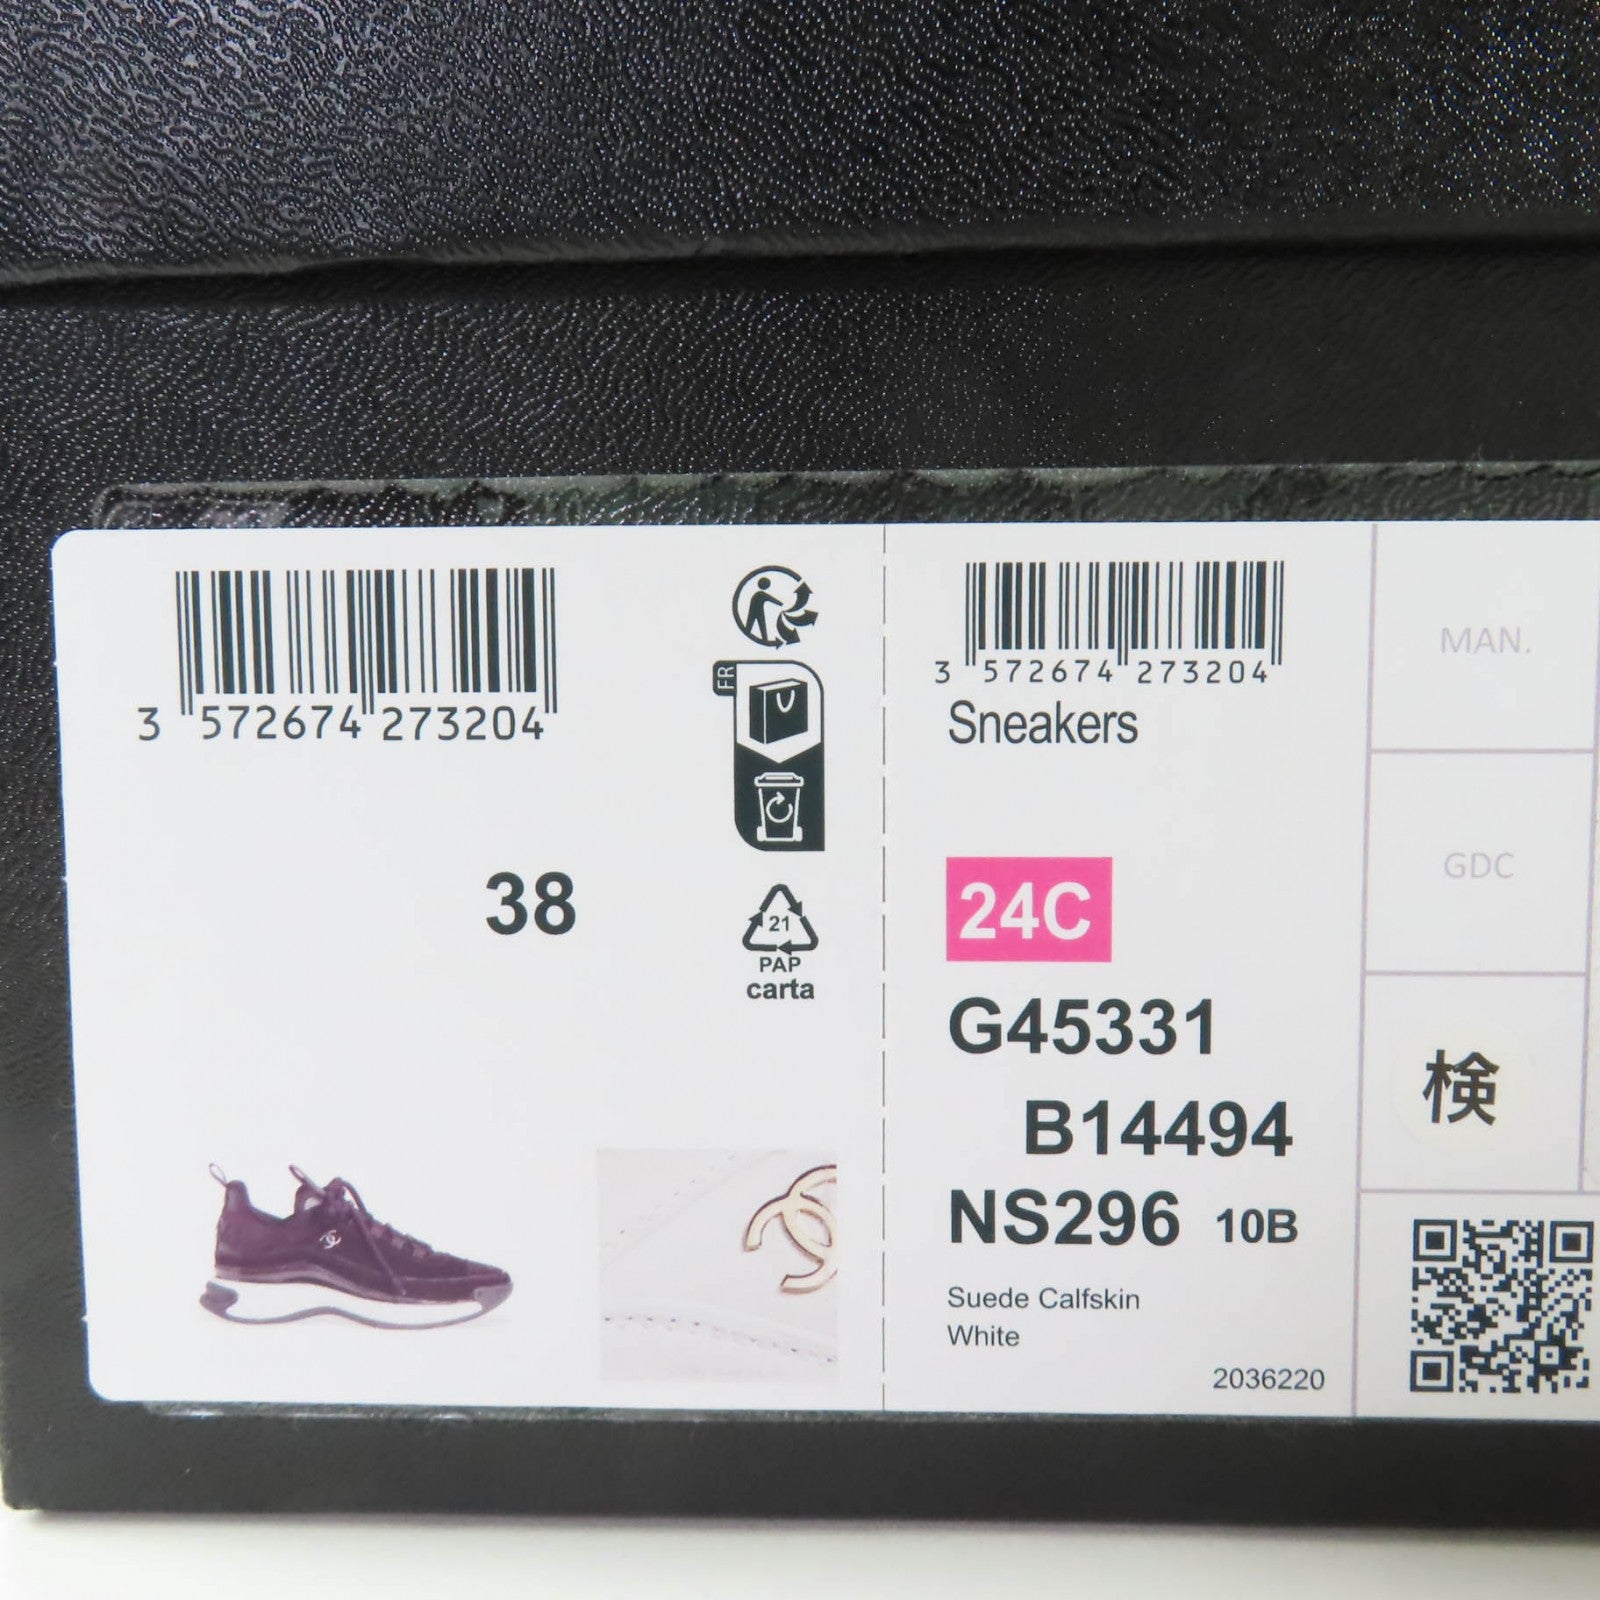 3 572674 273204
FR
38
21
PAP
carta
3 572674 273204
Sneakers
24C
G45331
B14494
NS296 10B
Suede Calfskin
White
2036220
MAN.
GDC
検